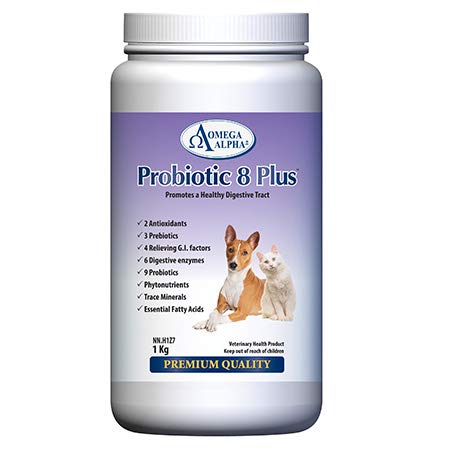 OMEGA
ALPHA
Probiotic 8 Plus
Promotes a Healthy Digestive Tract
✓ 2 Antioxidants
✓ 3 Prebiotics
✓ 4 Relieving G.I. factors
✓ 6 Digestive enzymes
✓ 9 Probiotics
✓ Phytonutrients
✓ Trace Minerals
✓ Essential Fatty Acids
NN.H1Z7
1 Kg
Veterinary Health Product
Keep out of reach of children
PREMIUM QUALITY